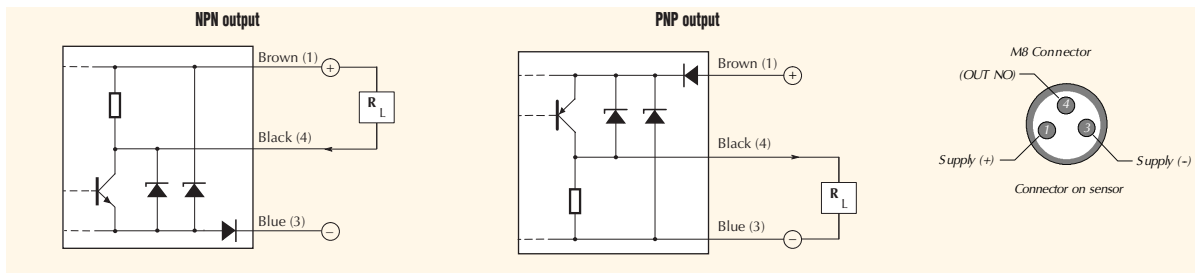 NPN output
Brown (1)
+
R L
Black (4)
Blue (3)
−
PNP output
Brown (1)
+
Black (4)
R L
Blue (3)
−
M8 Connector
(OUT NO)
4
1
3
Supply (+)
Supply (-)
Connector on sensor